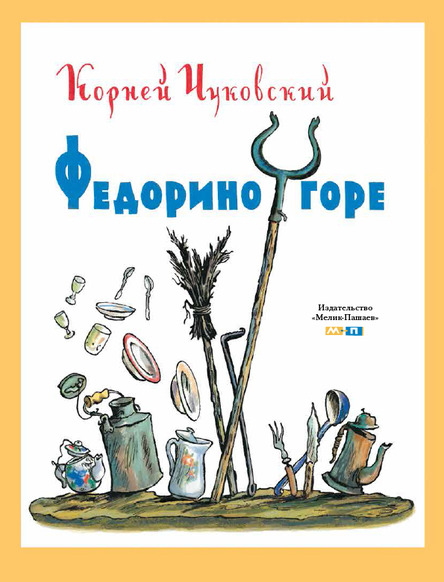 Корней Чуковский
Федорино горе
Издательство
«Мелик-Пашаев»
М-П